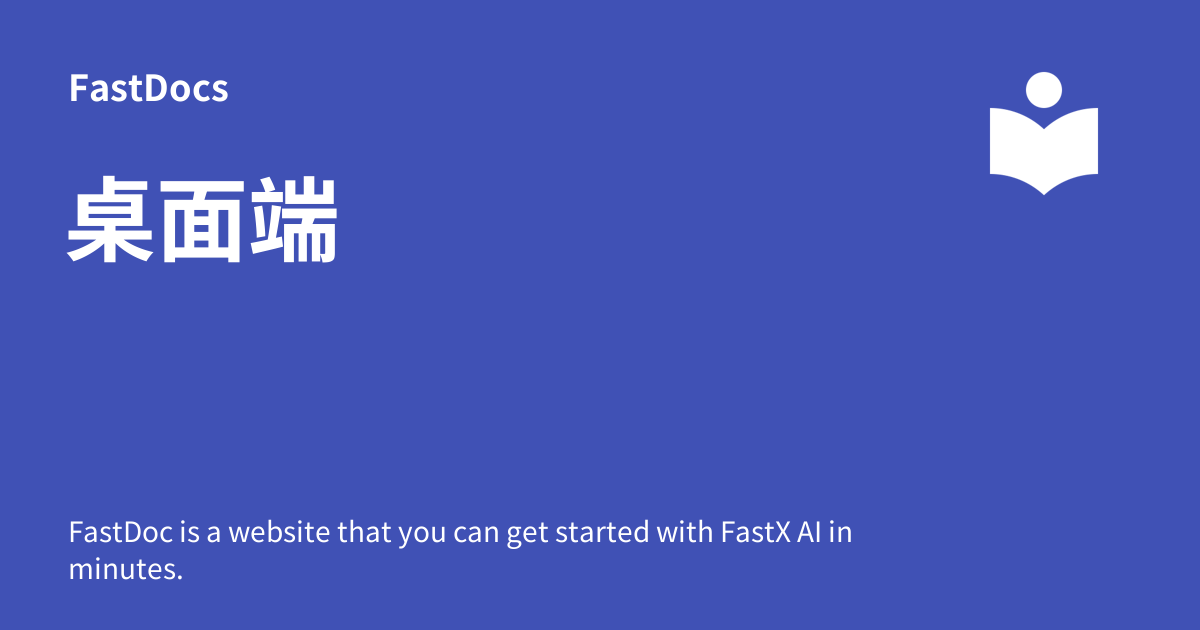 FastDocs
桌面端
FastDoc is a website that you can get started with FastX AI in
minutes.